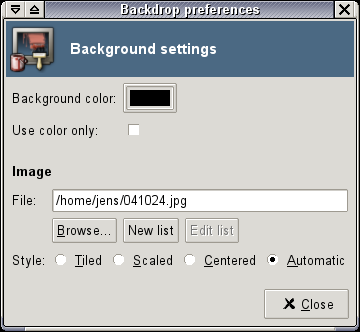 Backdrop preferences
Background settings
Background color:
Use color only:
Image
File: /home/jens/041024.jpg
Browse... New list Edit list
Style: Tiled Scaled Centered Automatic
Close